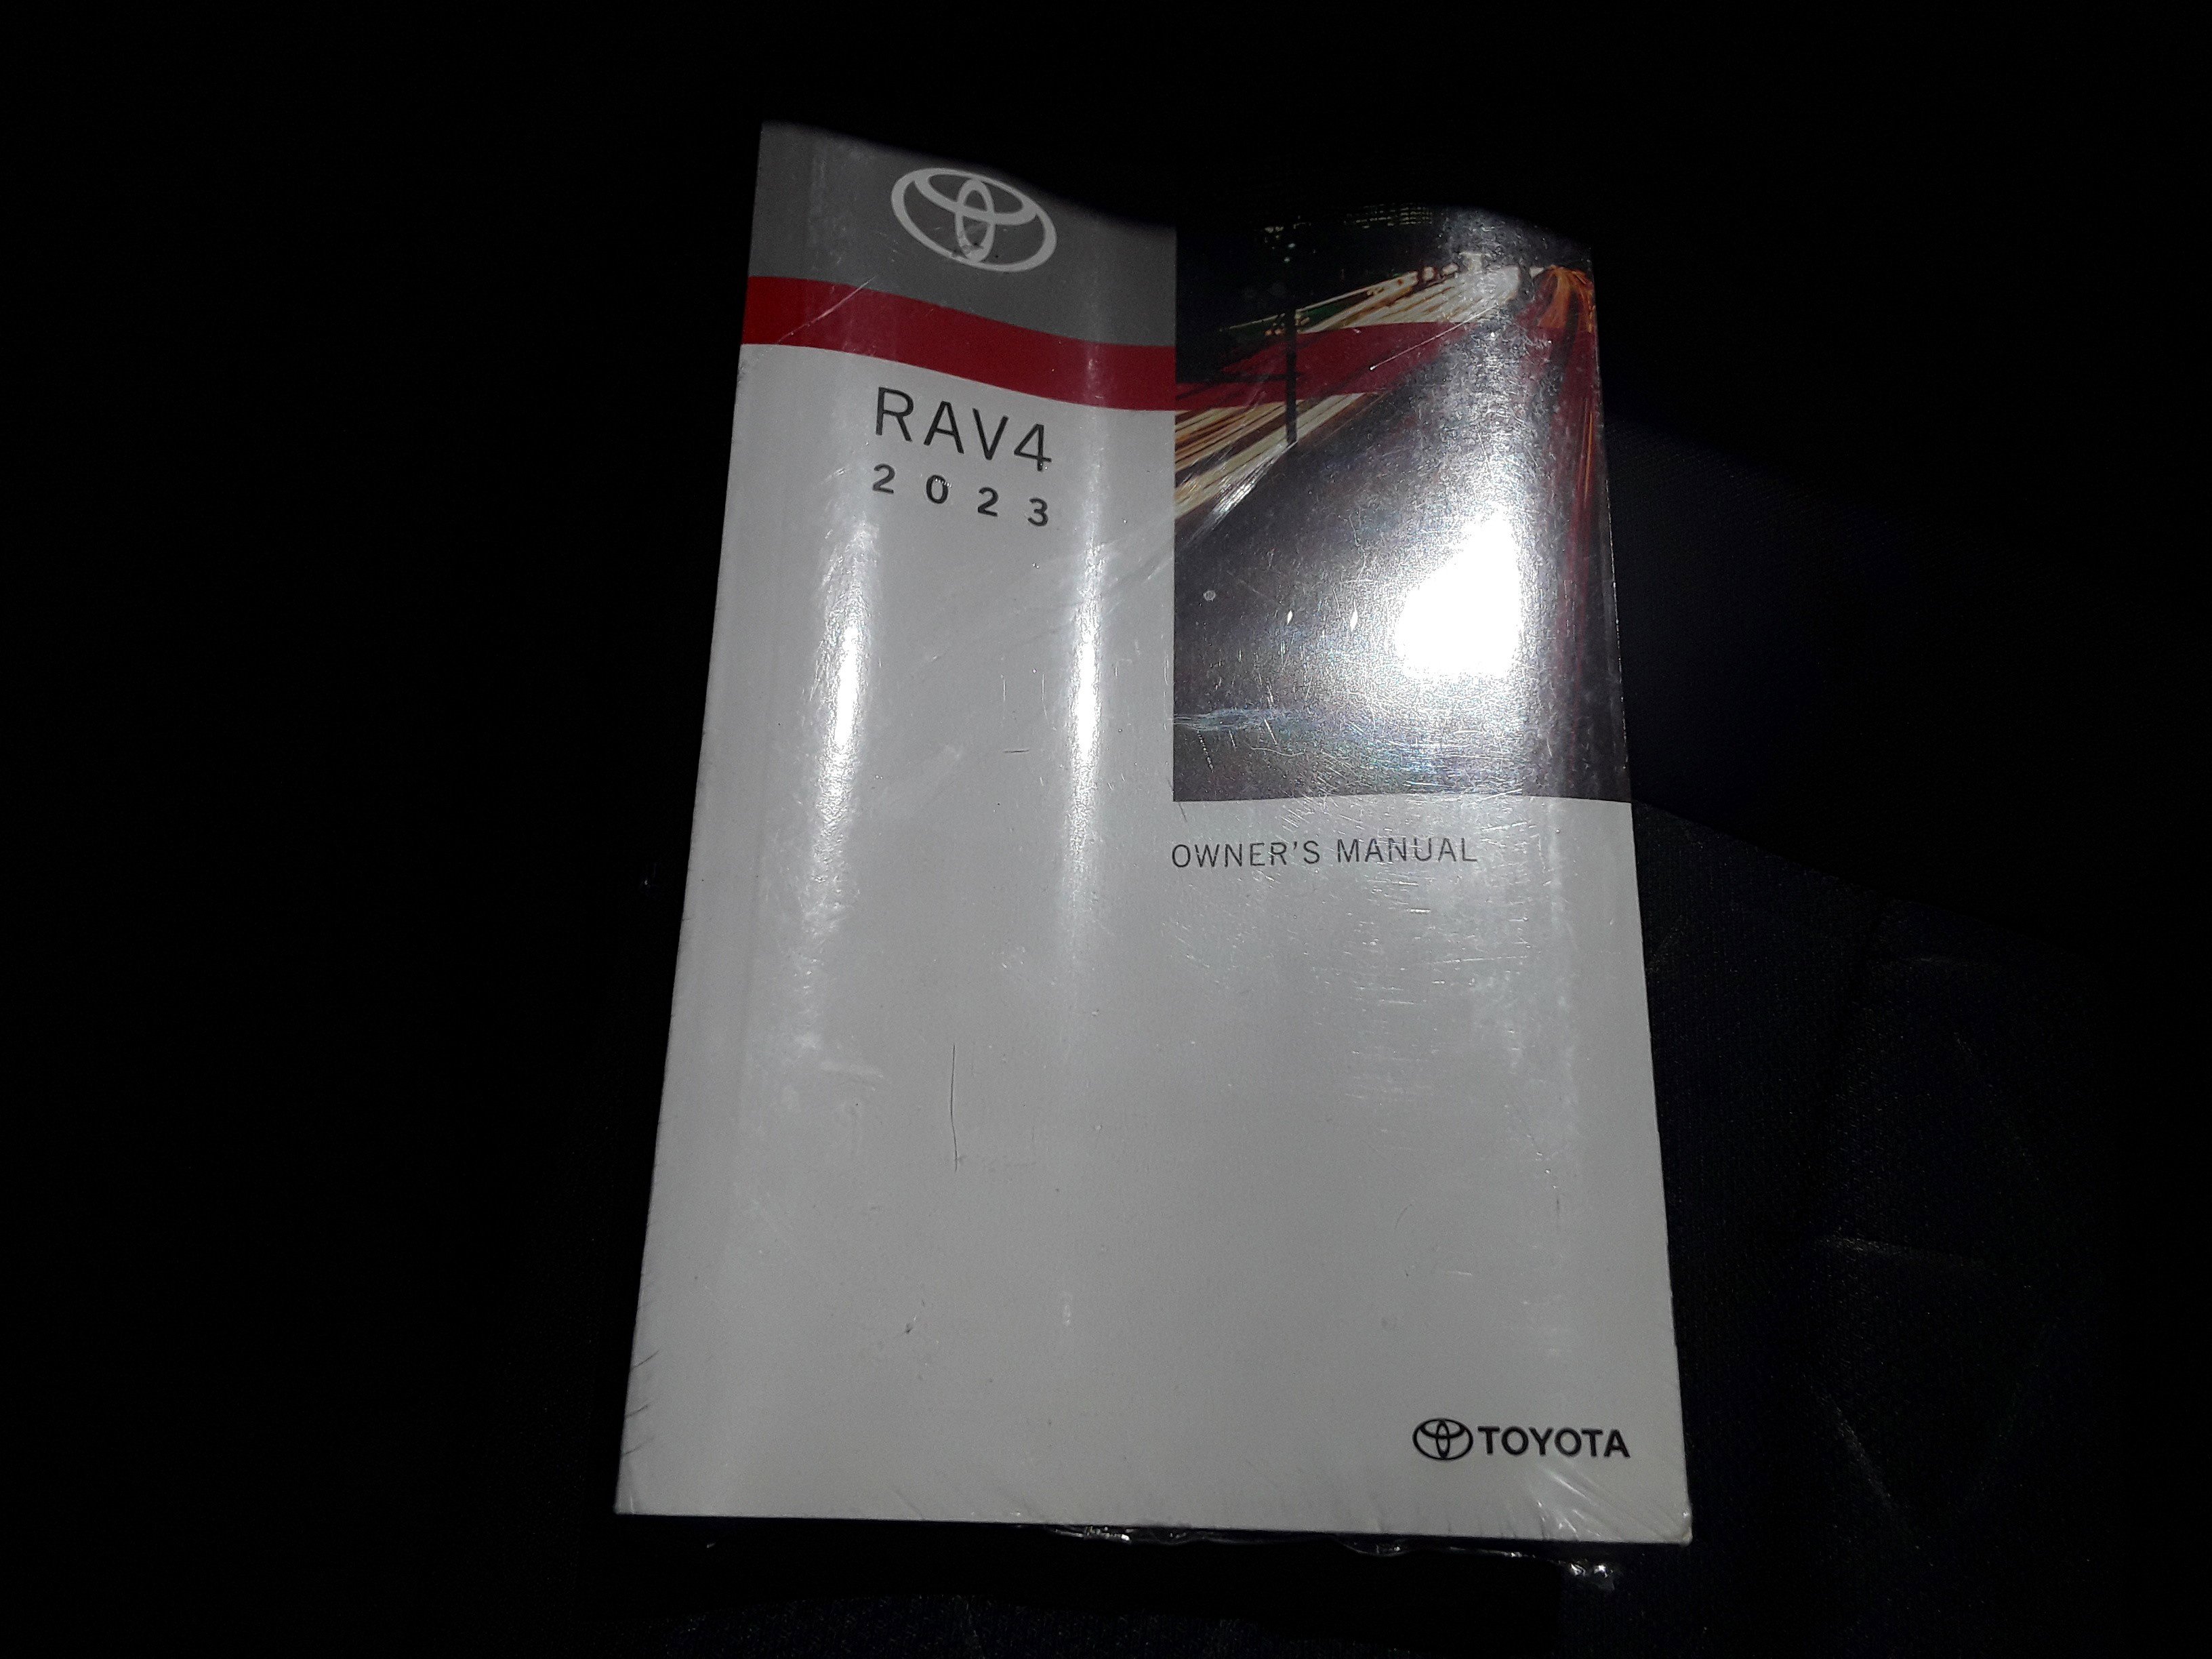 RAV4
2023
OWNER'S MANUAL
TOYOTA